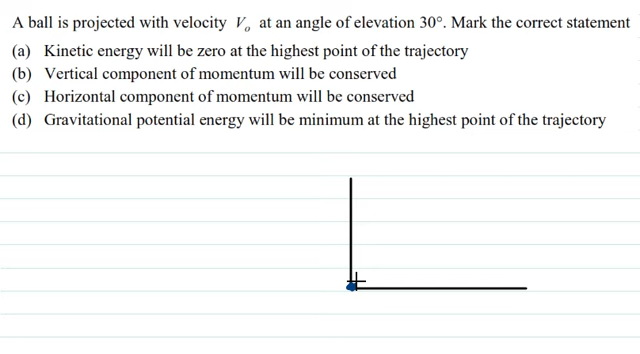 A ball is projected with velocity V₀ at an angle of elevation 30°. Mark the correct statement
(a) Kinetic energy will be zero at the highest point of the trajectory
(b) Vertical component of momentum will be conserved
(c) Horizontal component of momentum will be conserved
(d) Gravitational potential energy will be minimum at the highest point of the trajectory